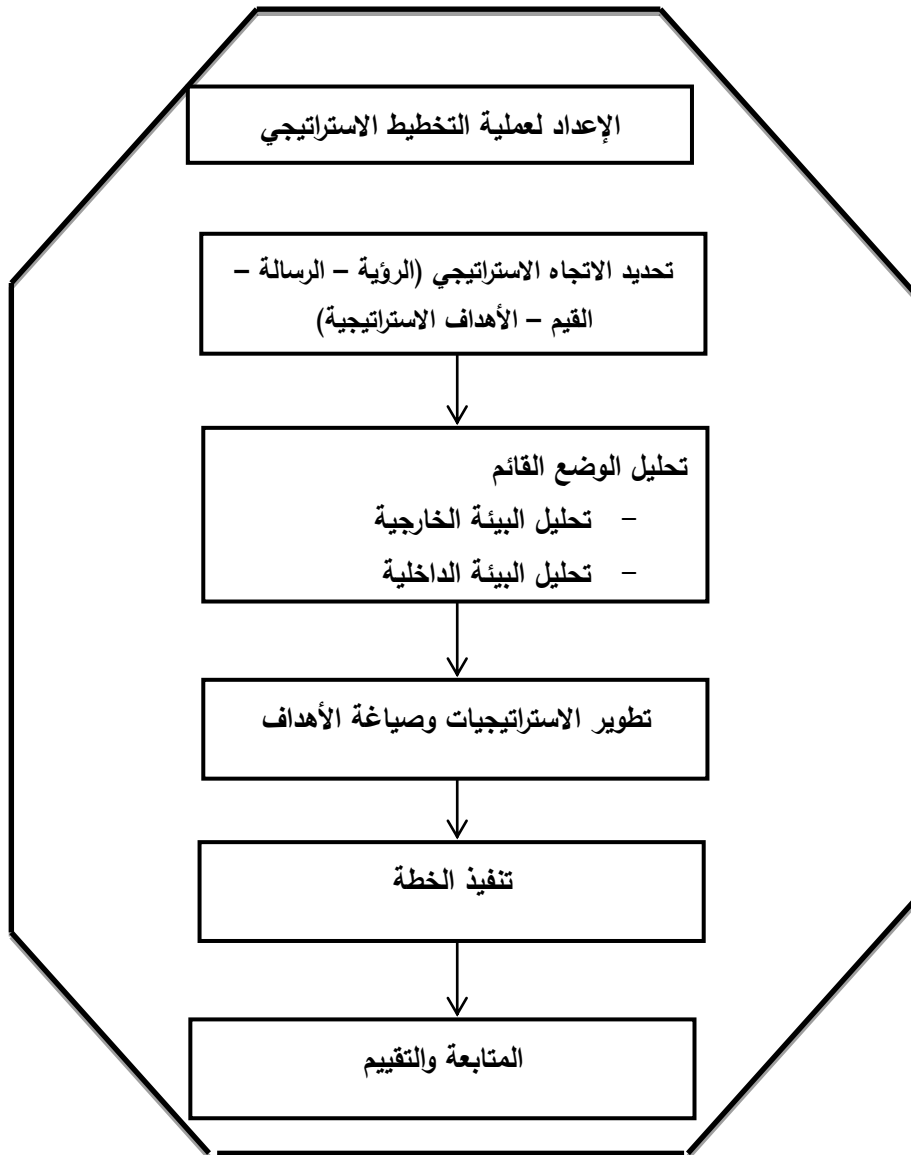 الإعداد لعملية التخطيط الاستراتيجي
تحديد الاتجاه الاستراتيجي (الرؤية – الرسالة –
القيم – الأهداف الاستراتيجية)
تحليل الوضع القائم
- تحليل البيئة الخارجية
- تحليل البيئة الداخلية
تطوير الاستراتيجيات وصياغة الأهداف
تنفيذ الخطة
المتابعة والتقييم